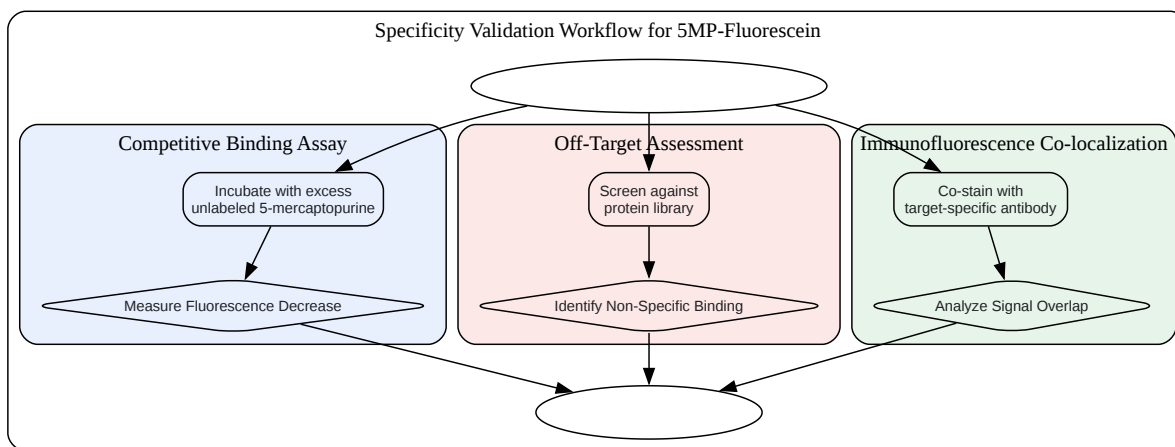 Specificity Validation Workflow for 5MP-Fluorescein
Competitive Binding Assay
Incubate with excess
unlabeled 5-mercaptopurine
Measure Fluorescence Decrease
Off-Target Assessment
Screen against
protein library
Identify Non-Specific Binding
Immunofluorescence Co-localization
Co-stain with
target-specific antibody
Analyze Signal Overlap